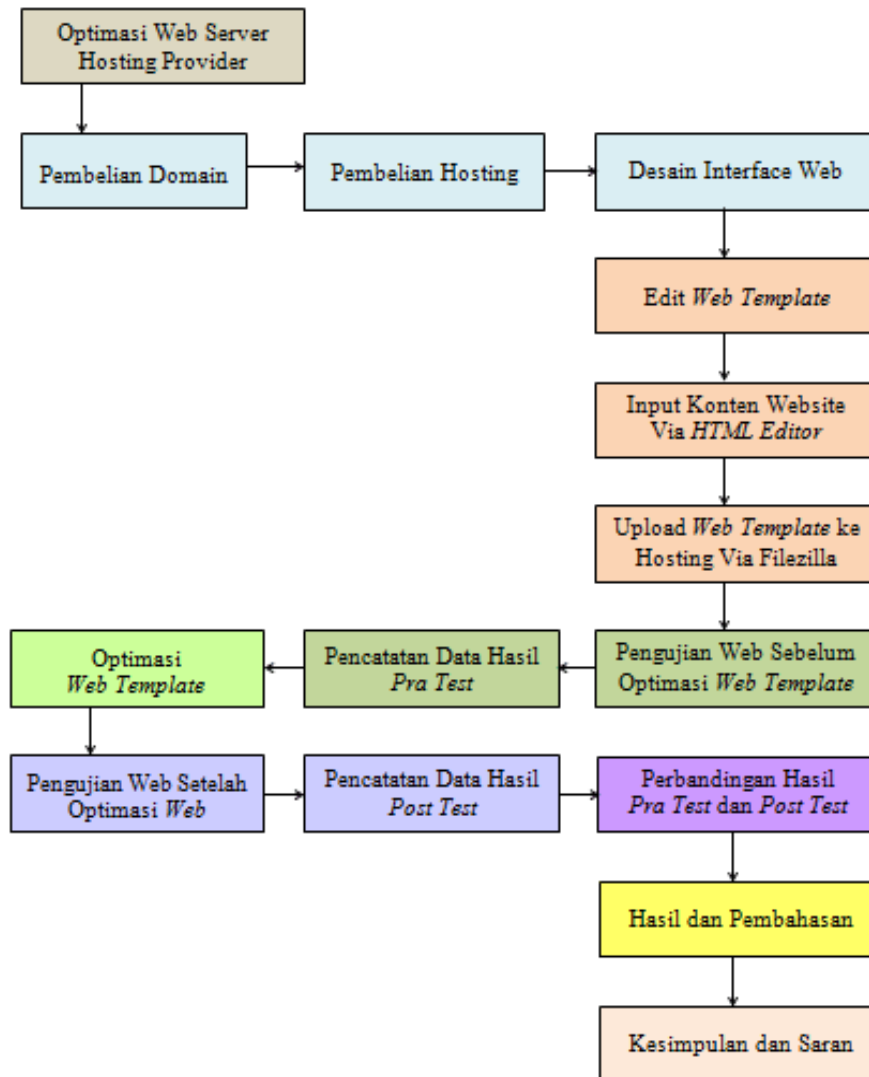 Optimasi Web Server
Hosting Provider
Pembelian Domain
Pembelian Hosting
Desain Interface Web
Edit Web Template
Input Konten Website
Via HTML Editor
Upload Web Template ke
Hosting Via Filezilla
Pengujian Web Sebelum
Optimasi Web Template
Pencatatan Data Hasil
Pra Test
Optimasi
Web Template
Pengujian Web Setelah
Optimasi Web
Pencatatan Data Hasil
Post Test
Perbandingan Hasil
Pra Test dan Post Test
Hasil dan Pembahasan
Kesimpulan dan Saran